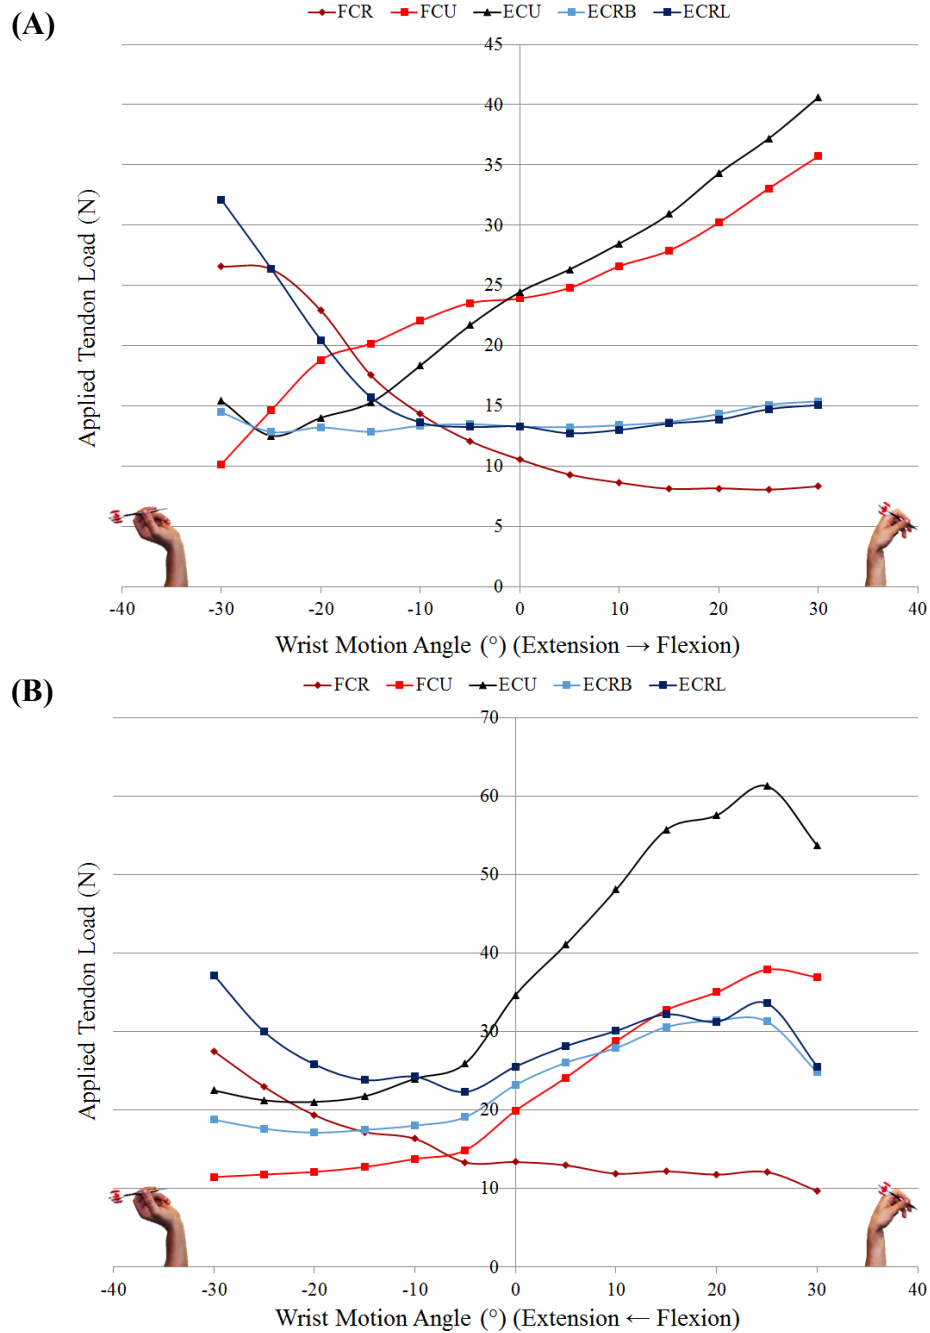 (A)
FCR FCU ECU ECRB ECRL
45
40
35
30
25
20
15
10
5
0
Applied Tendon Load (N)
-40 -30 -20 -10 0 10 20 30 40
Wrist Motion Angle (°) (Extension → Flexion)
(B)
FCR FCU ECU ECRB ECRL
70
60
50
40
30
20
10
0
Applied Tendon Load (N)
-40 -30 -20 -10 0 10 20 30 40
Wrist Motion Angle (°) (Extension ← Flexion)